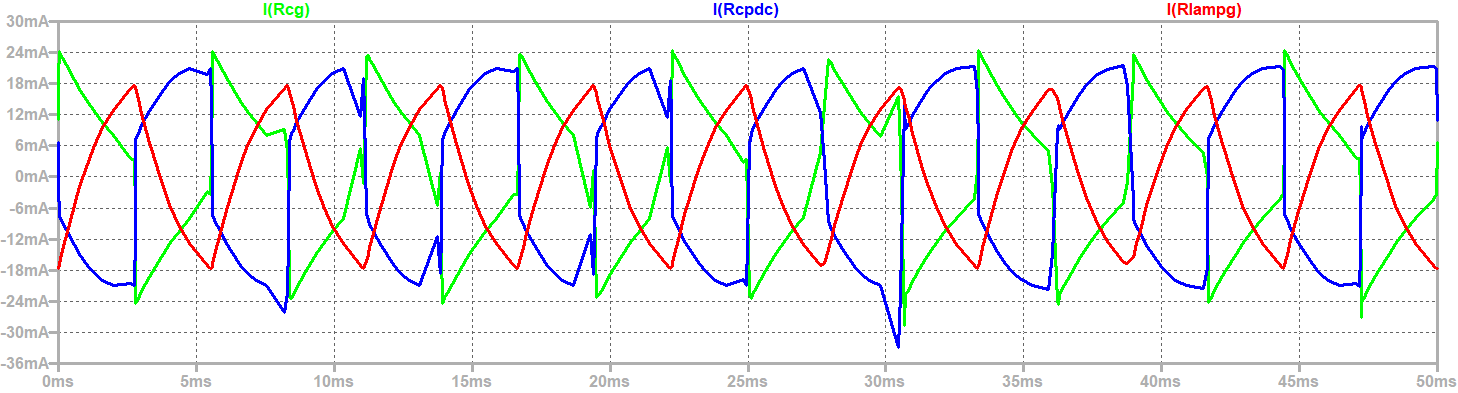 I(Rcg) I(Rcpdc) I(Rlampg)
30mA
24mA
18mA
12mA
6mA
0mA
-6mA
-12mA
-18mA
-24mA
-30mA
-36mA
0ms 5ms 10ms 15ms 20ms 25ms 30ms 35ms 40ms 45ms 50ms